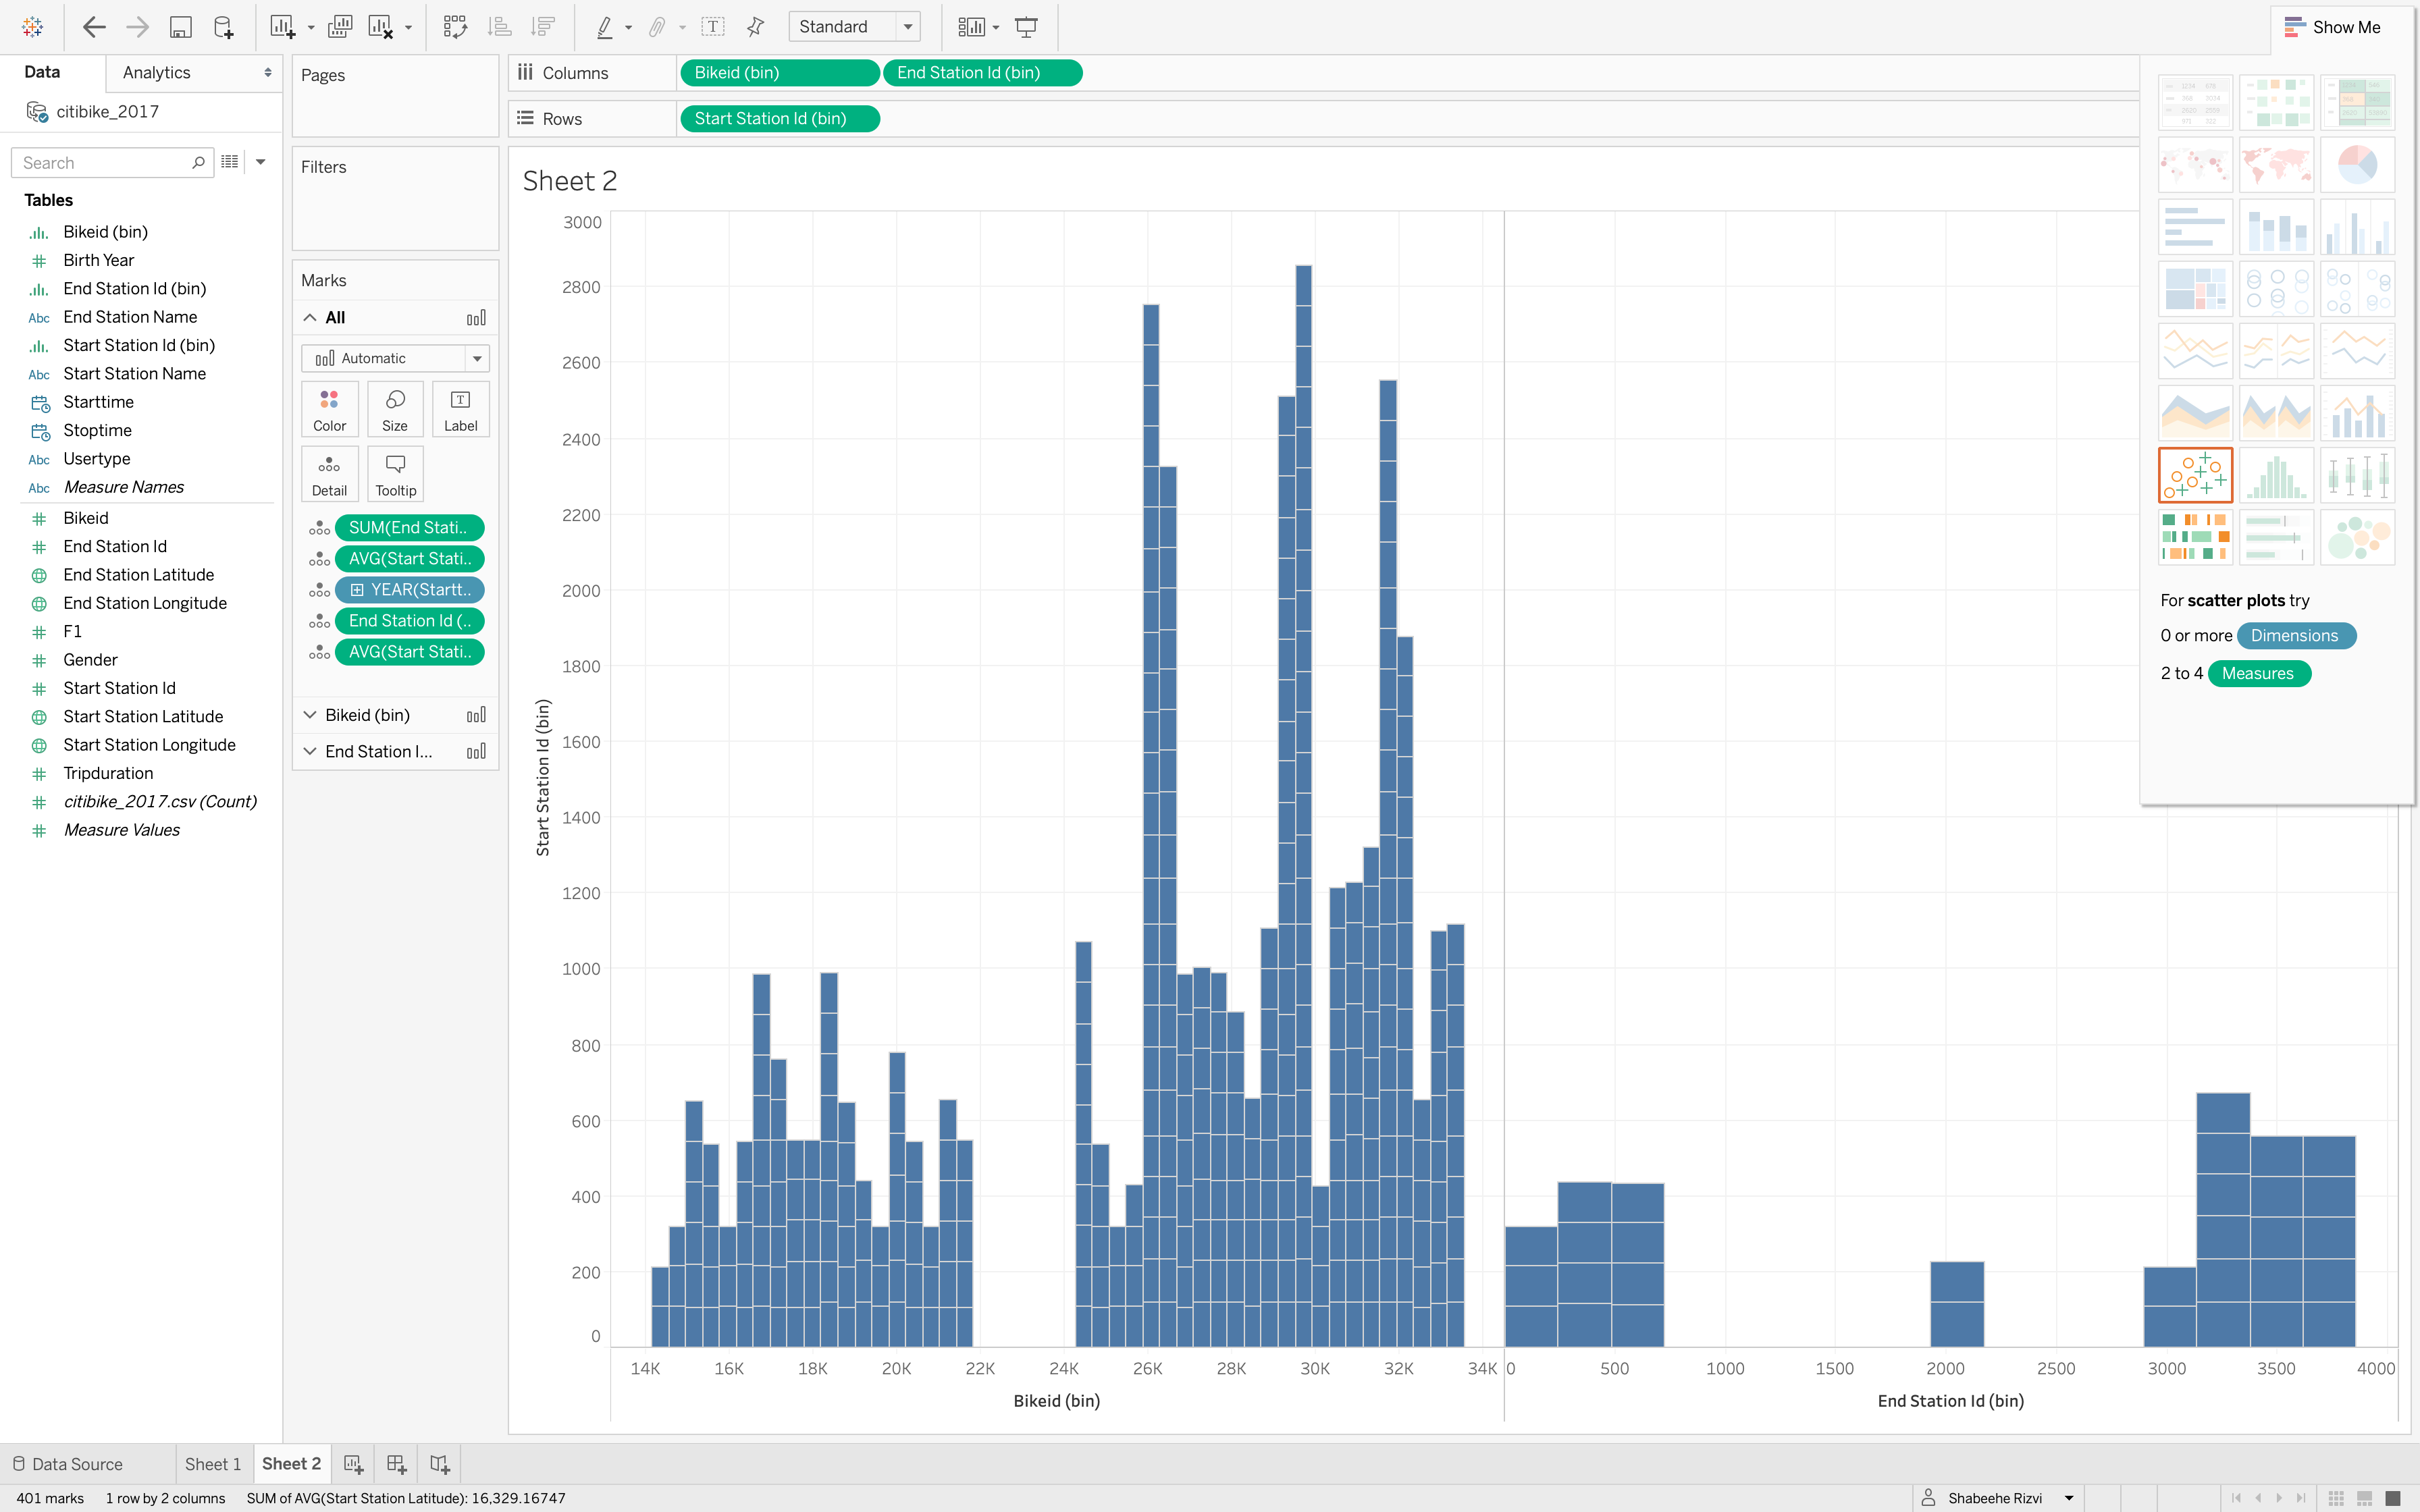 Standard
Show Me
Data
Analytics
citibike_2017
Search
Tables
Bikeid (bin)
Birth Year
End Station Id (bin)
Abc End Station Name
Start Station Id (bin)
Abc Start Station Name
Starttime
Stoptime
Abc Usertype
Abc Measure Names
Bikeid
End Station Id
End Station Latitude
End Station Longitude
F1
Gender
Start Station Id
Start Station Latitude
Start Station Longitude
Tripduration
citibike_2017.csv (Count)
Measure Values
Pages
Filters
Marks
All
Automatic
Color
Size
Label
Detail
Tooltip
SUM(End Stati..
AVG(Start Stati..
YEAR(Startt..
End Station Id (..
AVG(Start Stati..
Bikeid (bin)
End Station I...
Columns
Bikeid (bin)
End Station Id (bin)
Rows
Start Station Id (bin)
Sheet 2
3000
2800
2600
2400
2200
2000
1800
1600
1400
1200
1000
800
600
400
200
0
Start Station Id (bin)
14K 16K 18K 20K 22K 24K 26K 28K 30K 32K 34K
0 500 1000 1500 2000 2500 3000 3500 4000
Bikeid (bin)
End Station Id (bin)
For scatter plots try
0 or more Dimensions
2 to 4 Measures
Data Source
Sheet 1
Sheet 2
401 marks
1 row by 2 columns
SUM of AVG(Start Station Latitude): 16,329.16747
Shabeehe Rizvi